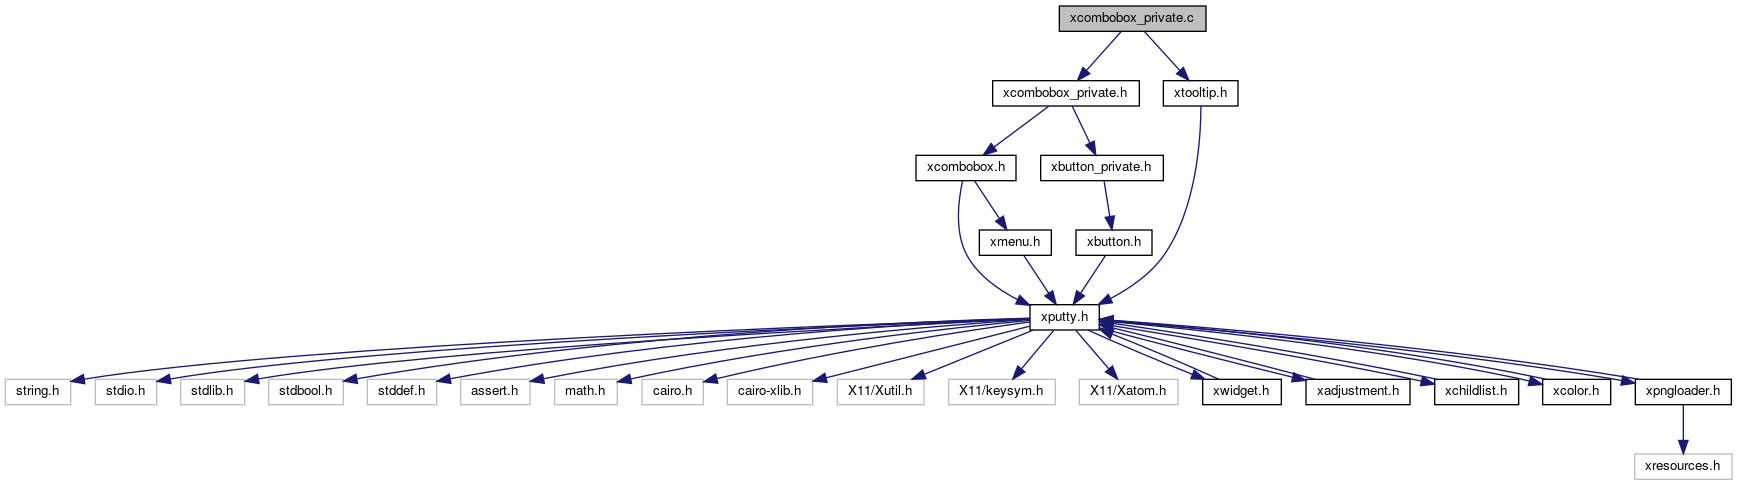 xcombobox_private.c
xcombobox_private.h
xtooltip.h
xcombobox.h
xbutton_private.h
xmenu.h
xbutton.h
xputty.h
string.h
stdio.h
stdlib.h
stdbool.h
stddef.h
assert.h
math.h
cairo.h
cairo-xlib.h
X11/Xutil.h
X11/keysym.h
X11/Xatom.h
xwidget.h
xadjustment.h
xchildlist.h
xcolor.h
xpngloader.h
xresources.h